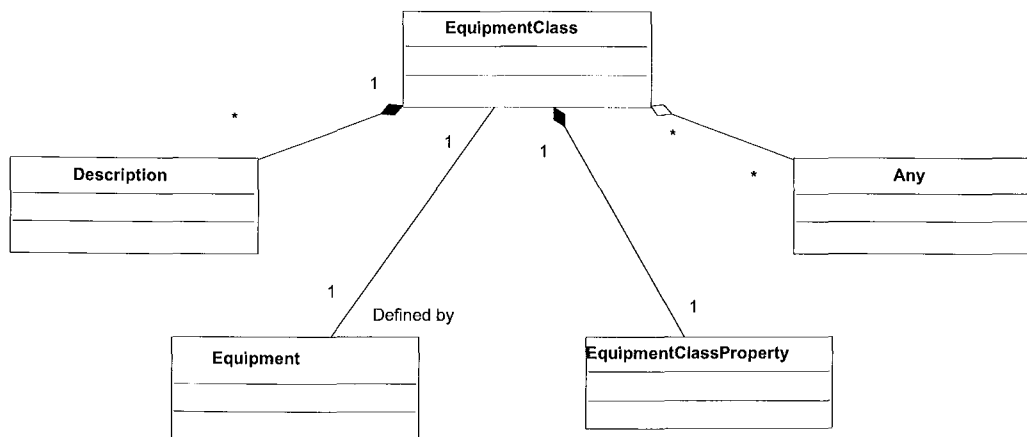 EquipmentClass
1
*
1
1
*
*
Description
Any
1
Defined by
1
Equipment
EquipmentClassProperty